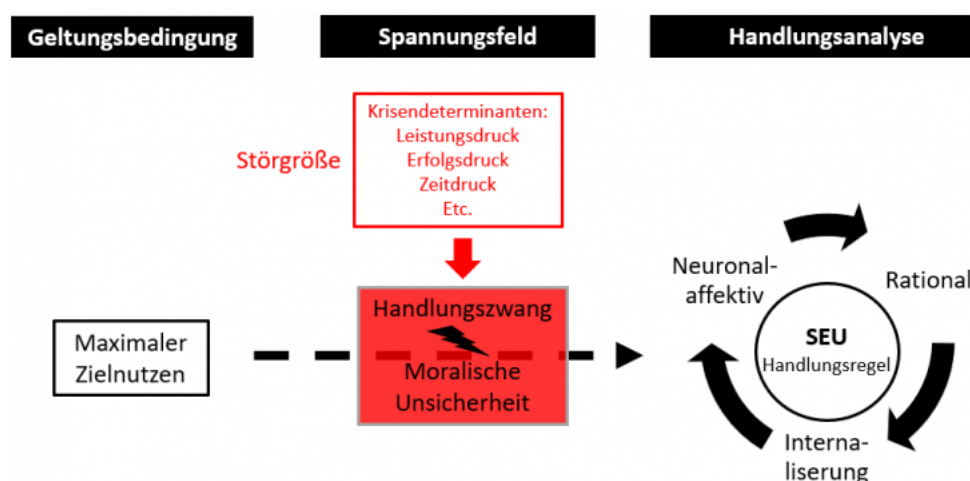 Geltungsbedingung
Spannungsfeld
Handlungsanalyse
Krisendeterminanten:
Leistungsdruck
Erfolgsdruck
Zeitdruck
Etc.
Störgröße
Handlungszwang
Moralische
Unsicherheit
Maximaler
Zielnutzen
Neuronal-
affektiv
Rational
SEU
Handlungsregel
Interna-
liserung